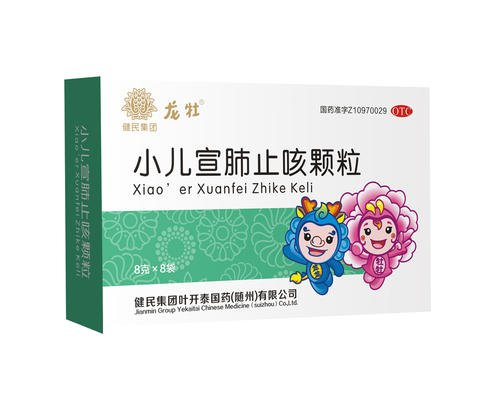 龙牡®
健民集团
国药准字Z10970029
OTC
小儿宣肺止咳颗粒
Xiao'er Xuanfei Zhike Keli
8克×8袋
健民集团叶开泰国药(随州)有限公司
Jianmin Group Yekaitai Chinese Medicine (suizhou) Co.,Ltd.
小儿宣肺止咳颗粒
Xiao'er Xuanfei Zhike Keli
牡牡